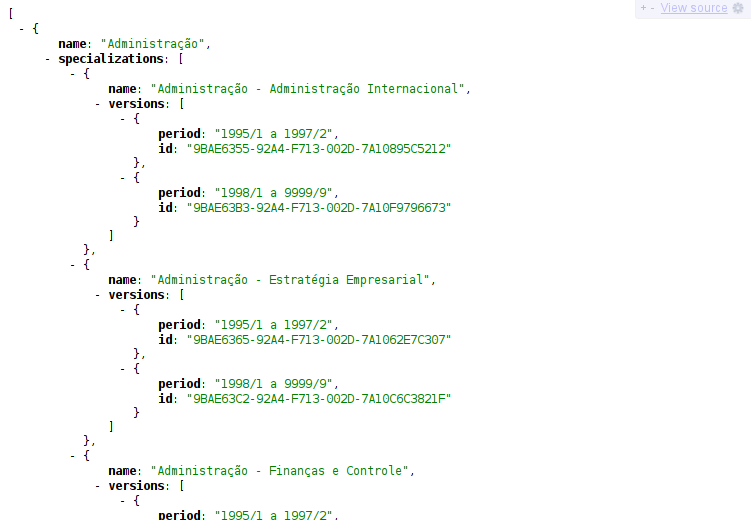 + - View source
[
- {
name: "Administração",
- specializations: [
- {
name: "Administração - Administração Internacional",
- versions: [
- {
period: "1995/1 a 1997/2",
id: "9BAE6355-92A4-F713-002D-7A10895C5212"
},
- {
period: "1998/1 a 9999/9",
id: "9BAE63B3-92A4-F713-002D-7A10F9796673"
}
]
},
- {
name: "Administração - Estratégia Empresarial",
- versions: [
- {
period: "1995/1 a 1997/2",
id: "9BAE6365-92A4-F713-002D-7A1062E7C307"
},
- {
period: "1998/1 a 9999/9",
id: "9BAE63C2-92A4-F713-002D-7A10C6C3821F"
}
]
},
- {
name: "Administração - Finanças e Controle",
- versions: [
- {
period: "1995/1 a 1997/2",